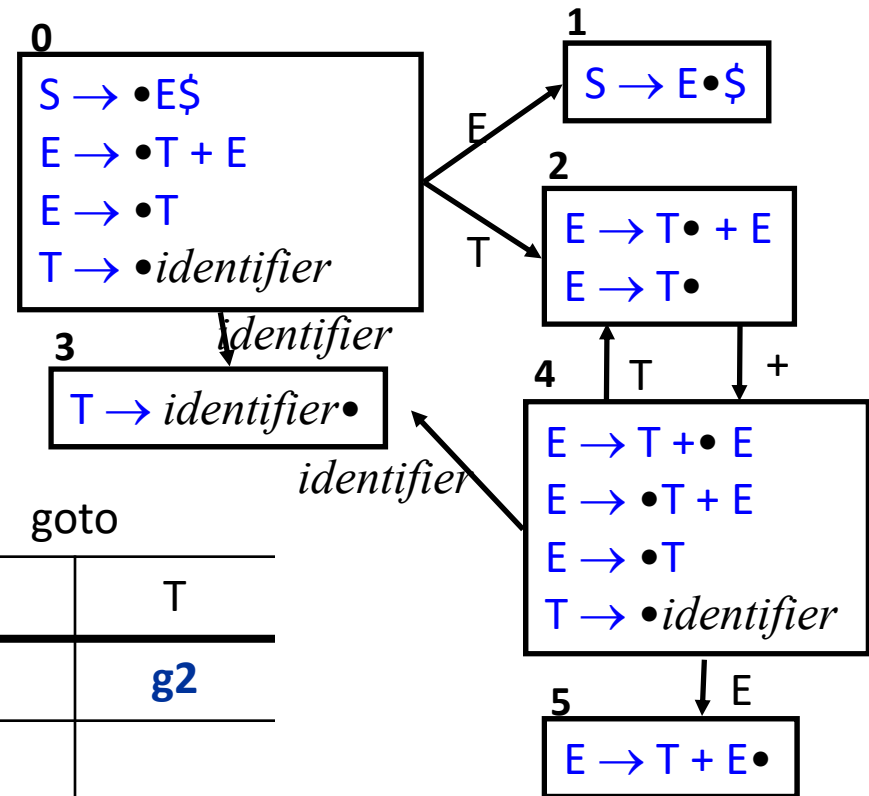 0
S → •E$
E → •T + E
E → •T
T → •identifier
E
T
identifier
1
S → E•$
2
E → T• + E
E → T•
3
T → identifier•
identifier
T
+
4
E → T +• E
E → •T + E
E → •T
T → •identifier
E
5
E → T + E•
goto
T
g2